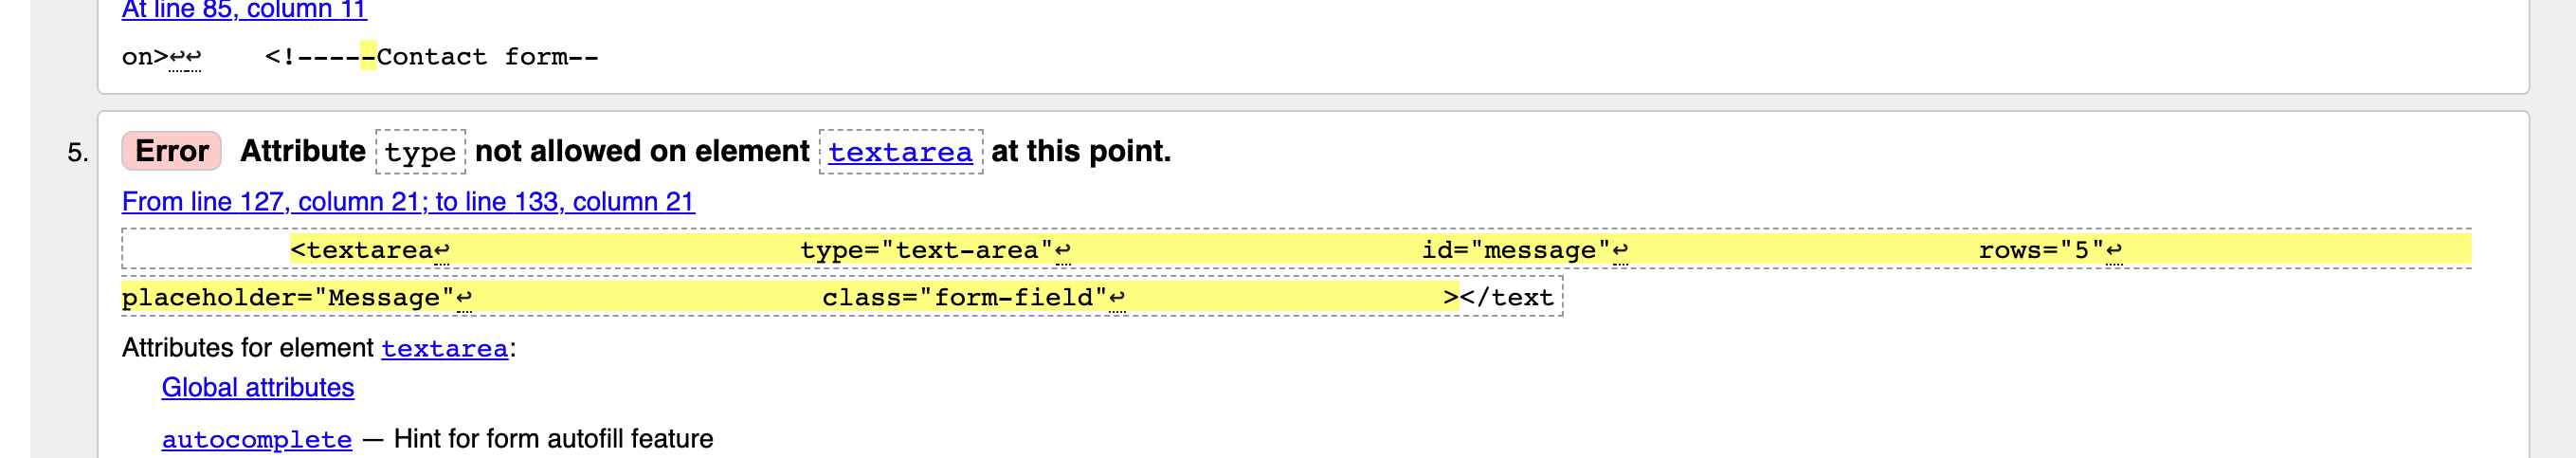 At line 85, column 11
on>↩↩    <!-----Contact form--
5. Error Attribute type not allowed on element textarea at this point.
From line 127, column 21; to line 133, column 21
<textarea↩ type="text-area"↩ id="message"↩ rows="5"↩
placeholder="Message"↩ class="form-field"↩ ></text
Attributes for element textarea:
Global attributes
autocomplete — Hint for form autofill feature